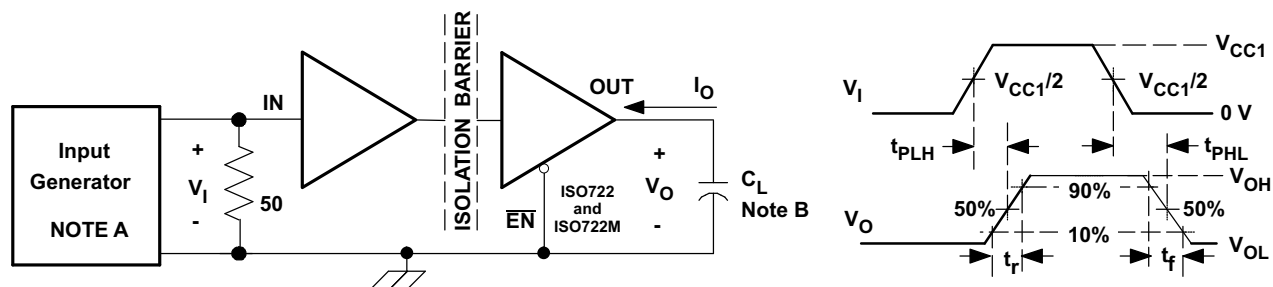 Input
Generator
NOTE A
+
V_I
-
50
IN
ISOLATION BARRIER
OUT
I_O
EN
ISO722
and
ISO722M
+
V_O
-
C_L
Note B
V_I
V_CC1/2
V_CC1/2
V_CC1
0 V
t_PLH
t_PHL
V_O
50%
90%
10%
50%
V_OH
V_OL
t_r
t_f